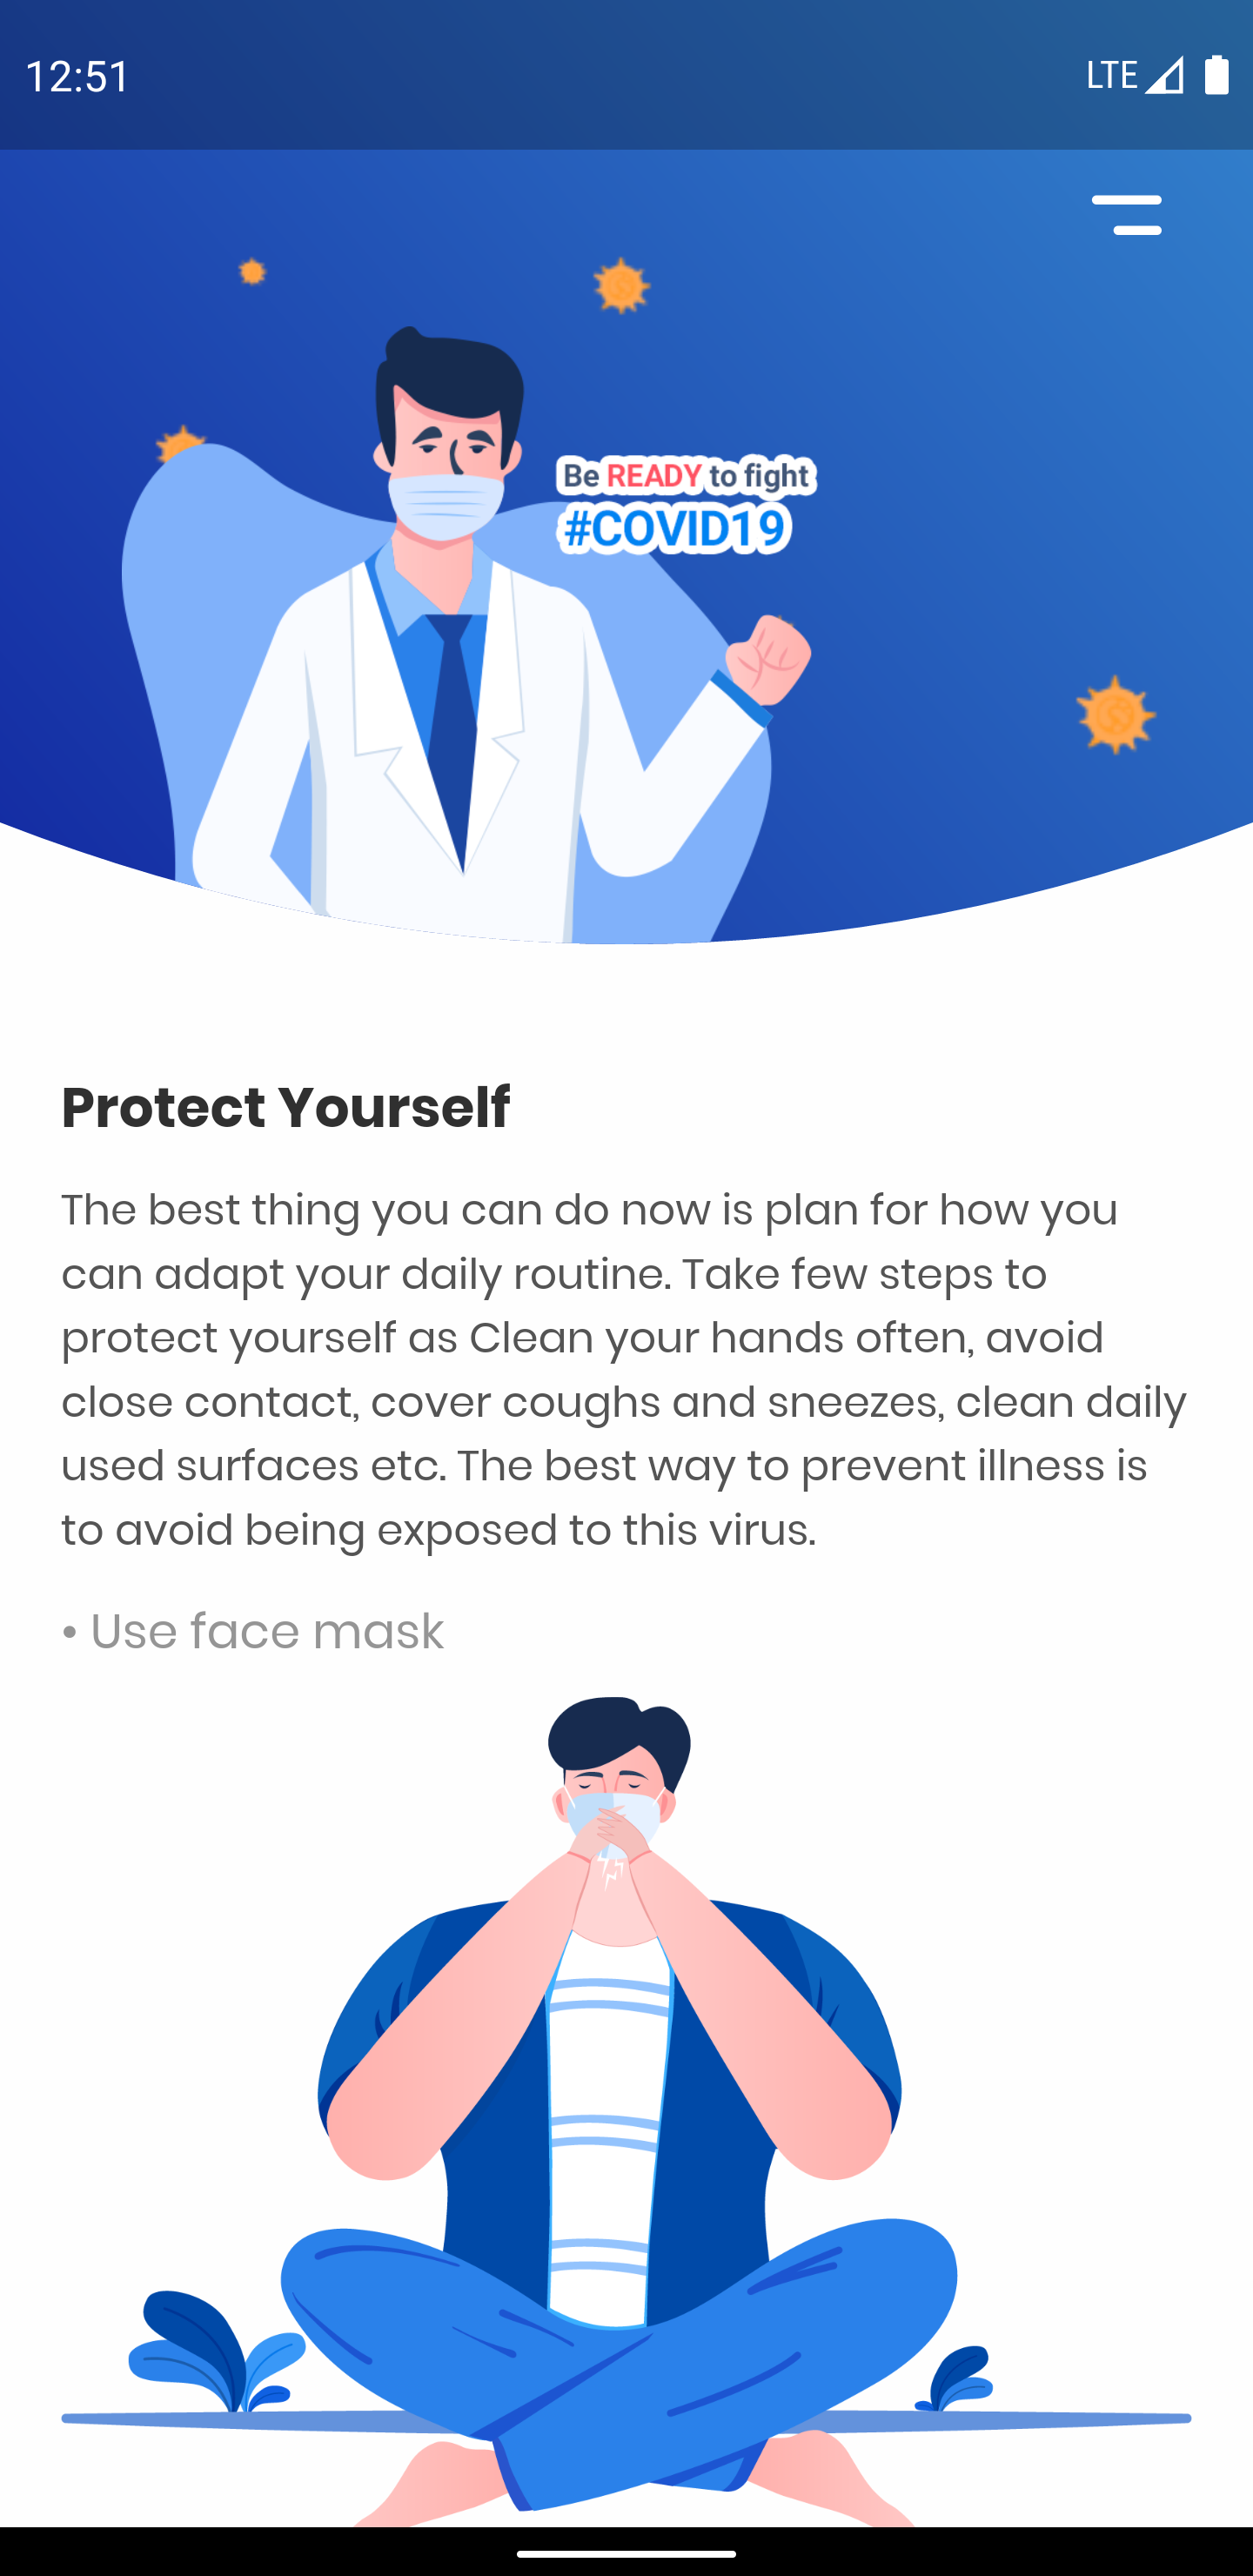 12:51
LTE
Be READY to fight
#COVID19
Protect Yourself
The best thing you can do now is plan for how you
can adapt your daily routine. Take few steps to
protect yourself as Clean your hands often, avoid
close contact, cover coughs and sneezes, clean daily
used surfaces etc. The best way to prevent illness is
to avoid being exposed to this virus.
• Use face mask